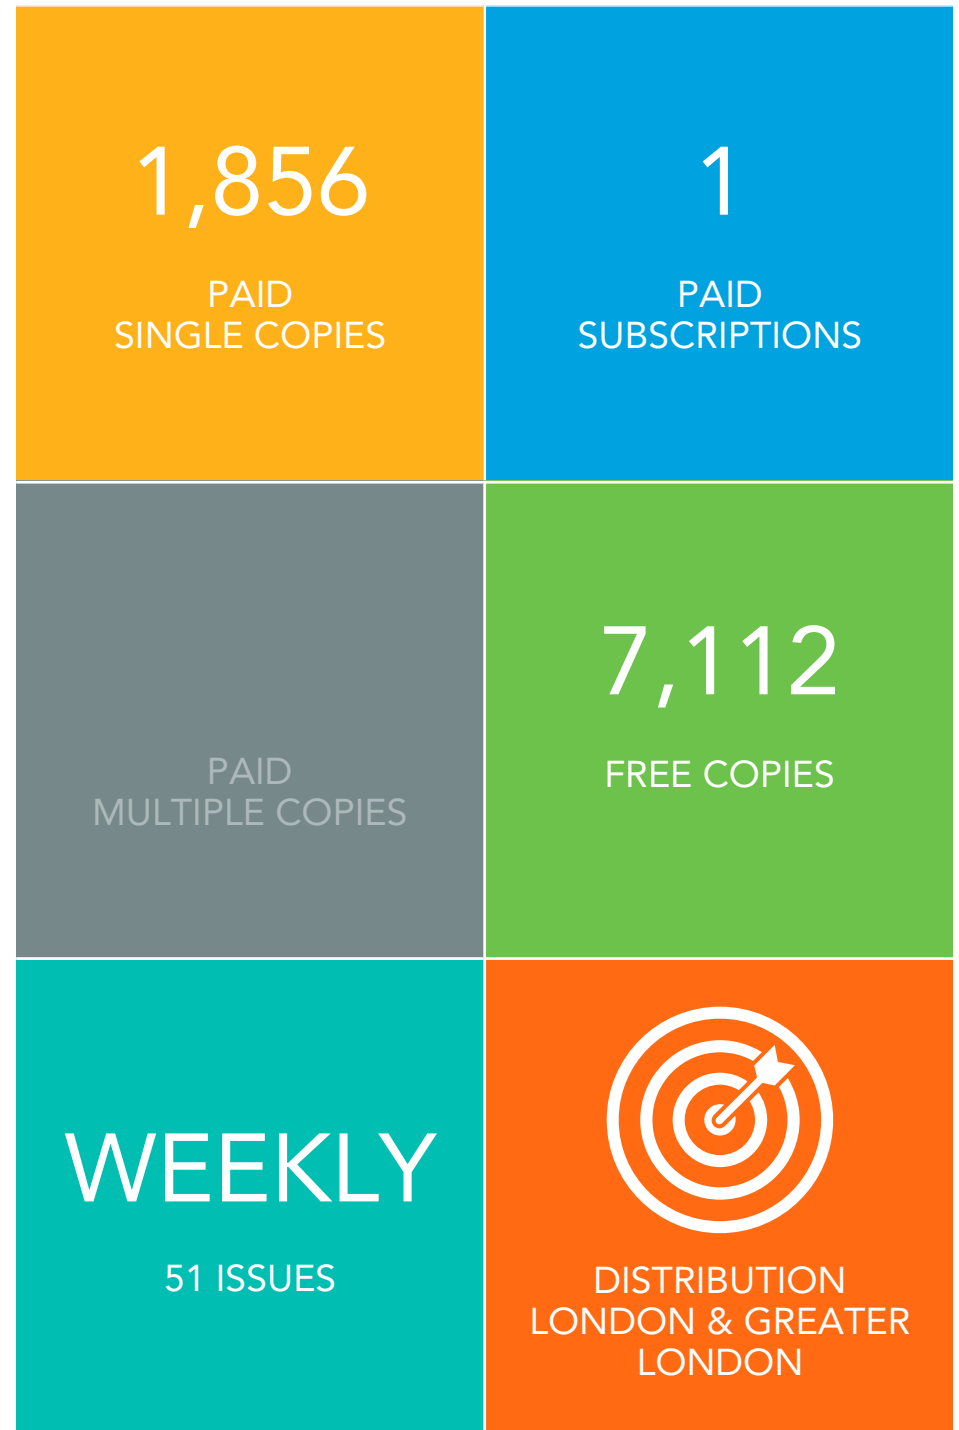 1,856
PAID
SINGLE COPIES
1
PAID
SUBSCRIPTIONS
PAID
MULTIPLE COPIES
7,112
FREE COPIES
WEEKLY
51 ISSUES
DISTRIBUTION
LONDON & GREATER
LONDON